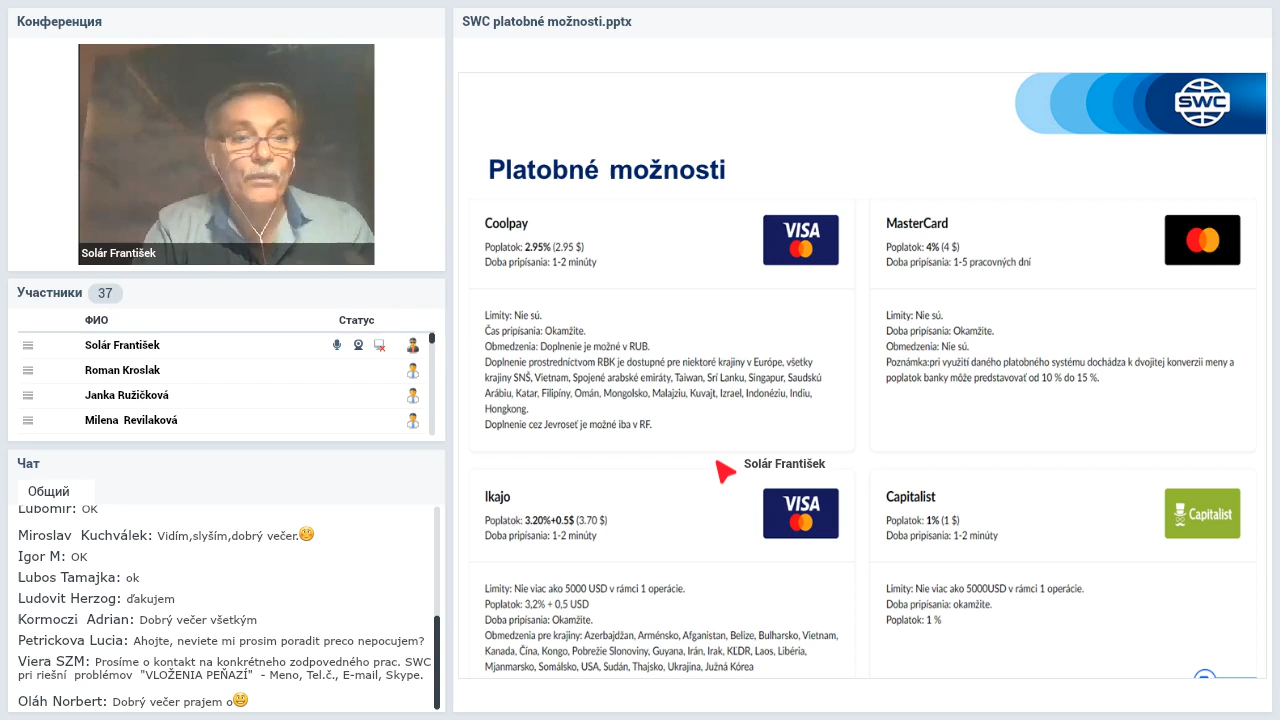 Конференция
Solár František
Участники 37
ФИО Статус
Solár František
Roman Kroslak
Janka Ružičková
Milena Revilaková
Чат
Общий
Lubomir: OK
Miroslav Kuchválek: Vidím,slyším,dobrý večer.
Igor M: OK
Lubos Tamajka: ok
Ludovit Herzog: ďakujem
Kormoczi Adrian: Dobrý večer všetkým
Petrickova Lucia: Ahojte, neviete mi prosim poradit preco nepocujem?
Viera SZM: Prosíme o kontakt na konkrétneho zodpovedného prac. SWC
pri riešní problémov "VLOŽENIA PEŇAZÍ" - Meno, Tel.č., E-mail, Skype.
Oláh Norbert: Dobrý večer prajem o
SWC platobné možnosti.pptx
SWC
Platobné možnosti
Coolpay
Poplatok: 2.95% (2.95 $)
Doba pripísania: 1-2 minúty
VISA
Limity: Nie sú.
Čas pripísania: Okamžite.
Obmedzenia: Doplnenie je možné v RUB.
Doplnenie prostredníctvom RBK je dostupné pre niektoré krajiny v Európe, všetky
krajiny SNŠ, Vietnam, Spojené arabské emiráty, Taiwan, Srí Lanku, Singapur, Saudskú
Arábiu, Katar, Filipíny, Omán, Mongolsko, Malajziu, Kuvajt, Izrael, Indonéziu, Indiu,
Hongkong.
Doplnenie cez Jevroseť je možné iba v RF.
MasterCard
Poplatok: 4% (4 $)
Doba pripísania: 1-5 pracovných dní
Limity: Nie sú.
Doba pripísania: Okamžite.
Obmedzenia: Nie sú.
Poznámka:pri využití daného platobného systému dochádza k dvojitej konverzii meny a
poplatok banky môže predstavovať od 10 % do 15 %.
Solár František
Ikajo
Poplatok: 3.20%+0.5$ (3.70 $)
Doba pripísania: 1-2 minúty
VISA
Limity: Nie viac ako 5000 USD v rámci 1 operácie.
Poplatok: 3,2% + 0,5 USD
Doba pripísania: Okamžite.
Obmedzenia pre krajiny: Azerbajdžan, Arménsko, Afganistan, Belize, Bulharsko, Vietnam,
Kanada, Čína, Kongo, Pobrežie Slonoviny, Guyana, Irán, Irak, KLDR, Laos, Libéria,
Mjanmarsko, Somálsko, USA, Sudán, Thajsko, Ukrajina, Južná Kórea
Capitalist
Poplatok: 1% (1 $)
Doba pripísania: 1-2 minúty
Capitalist
Limity: Nie viac ako 5000USD v rámci 1 operácie.
Doba pripísania: okamžite.
Poplatok: 1 %